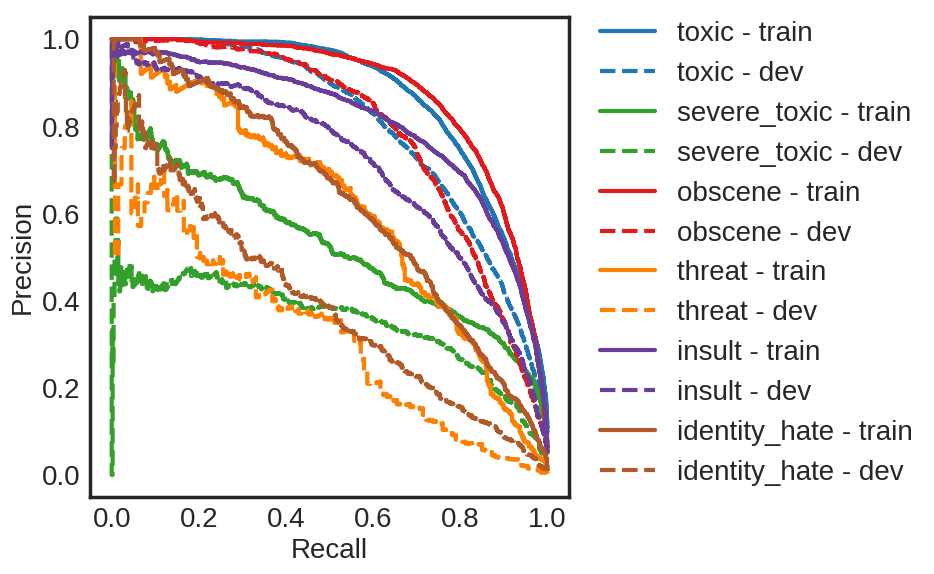 1.0
0.8
0.6
0.4
0.2
0.0
Precision
0.0 0.2 0.4 0.6 0.8 1.0
Recall
toxic - train
toxic - dev
severe_toxic - train
severe_toxic - dev
obscene - train
obscene - dev
threat - train
threat - dev
insult - train
insult - dev
identity_hate - train
identity_hate - dev